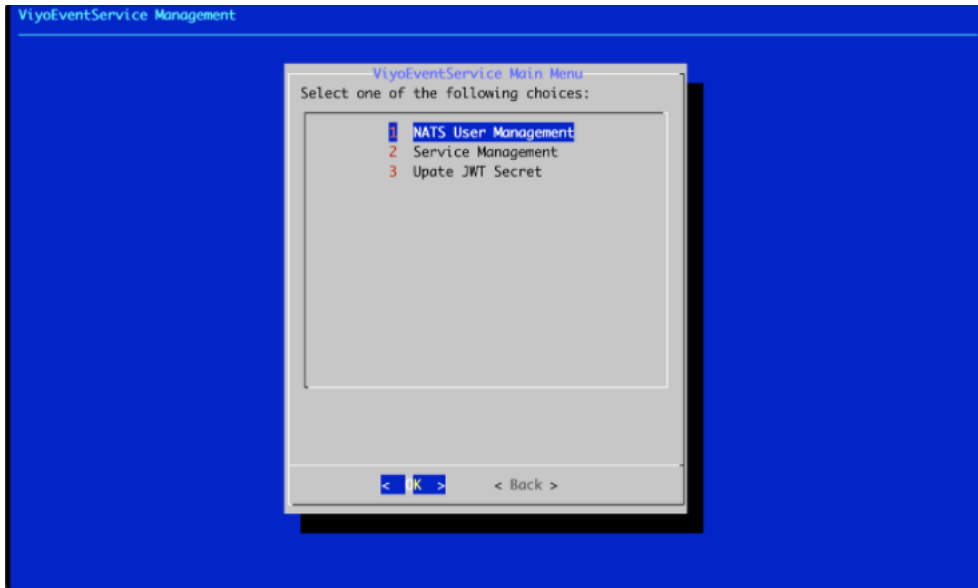 ViyoEventService Management
ViyoEventService Main Menu
Select one of the following choices:
1 NATS User Management
2 Service Management
3 Upate JWT Secret
< OK > < Back >